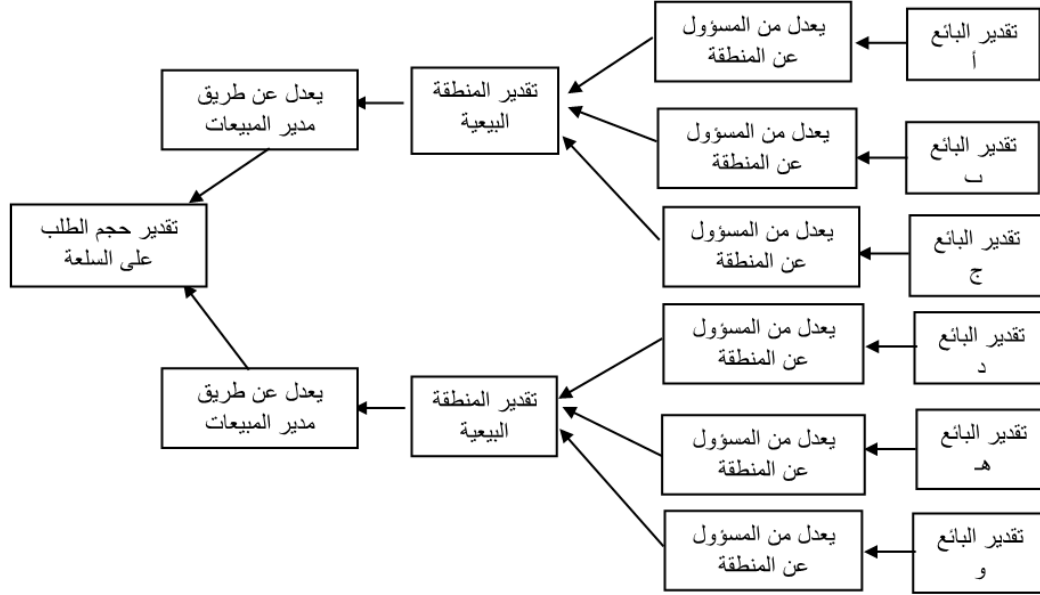 تقدير البائع
أ
يعدل من المسؤول
عن المنطقة
تقدير البائع
ب
يعدل من المسؤول
عن المنطقة
تقدير البائع
ج
يعدل من المسؤول
عن المنطقة
تقدير المنطقة
البيعية
يعدل عن طريق
مدير المبيعات
تقدير حجم الطلب
على السلعة
تقدير البائع
د
يعدل من المسؤول
عن المنطقة
تقدير البائع
هـ
يعدل من المسؤول
عن المنطقة
تقدير البائع
و
يعدل من المسؤول
عن المنطقة
تقدير المنطقة
البيعية
يعدل عن طريق
مدير المبيعات